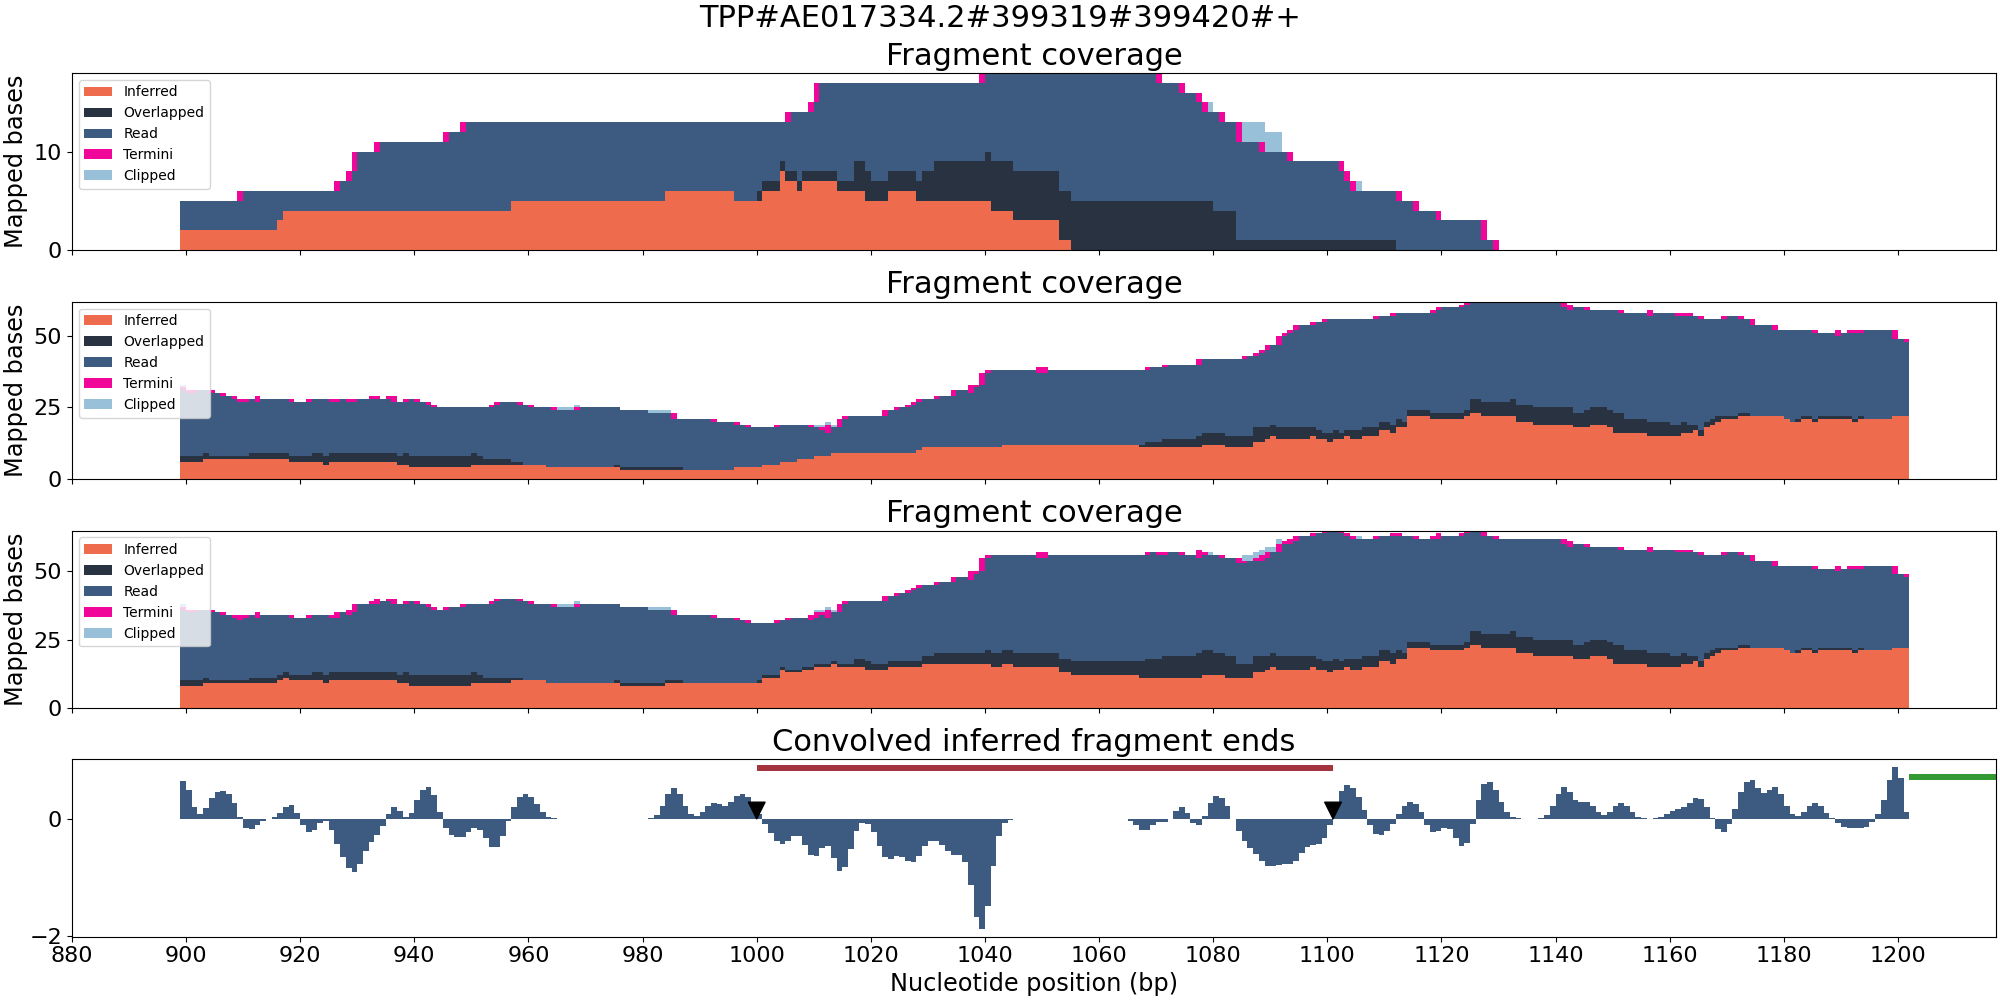 TPP#AE017334.2#399319#399420#+
Fragment coverage
Mapped bases
10
0
Inferred
Overlapped
Read
Termini
Clipped
Fragment coverage
Mapped bases
50
25
0
Inferred
Overlapped
Read
Termini
Clipped
Fragment coverage
Mapped bases
50
25
0
Inferred
Overlapped
Read
Termini
Clipped
Convolved inferred fragment ends
0
−2
880 900 920 940 960 980 1000 1020 1040 1060 1080 1100 1120 1140 1160 1180 1200
Nucleotide position (bp)